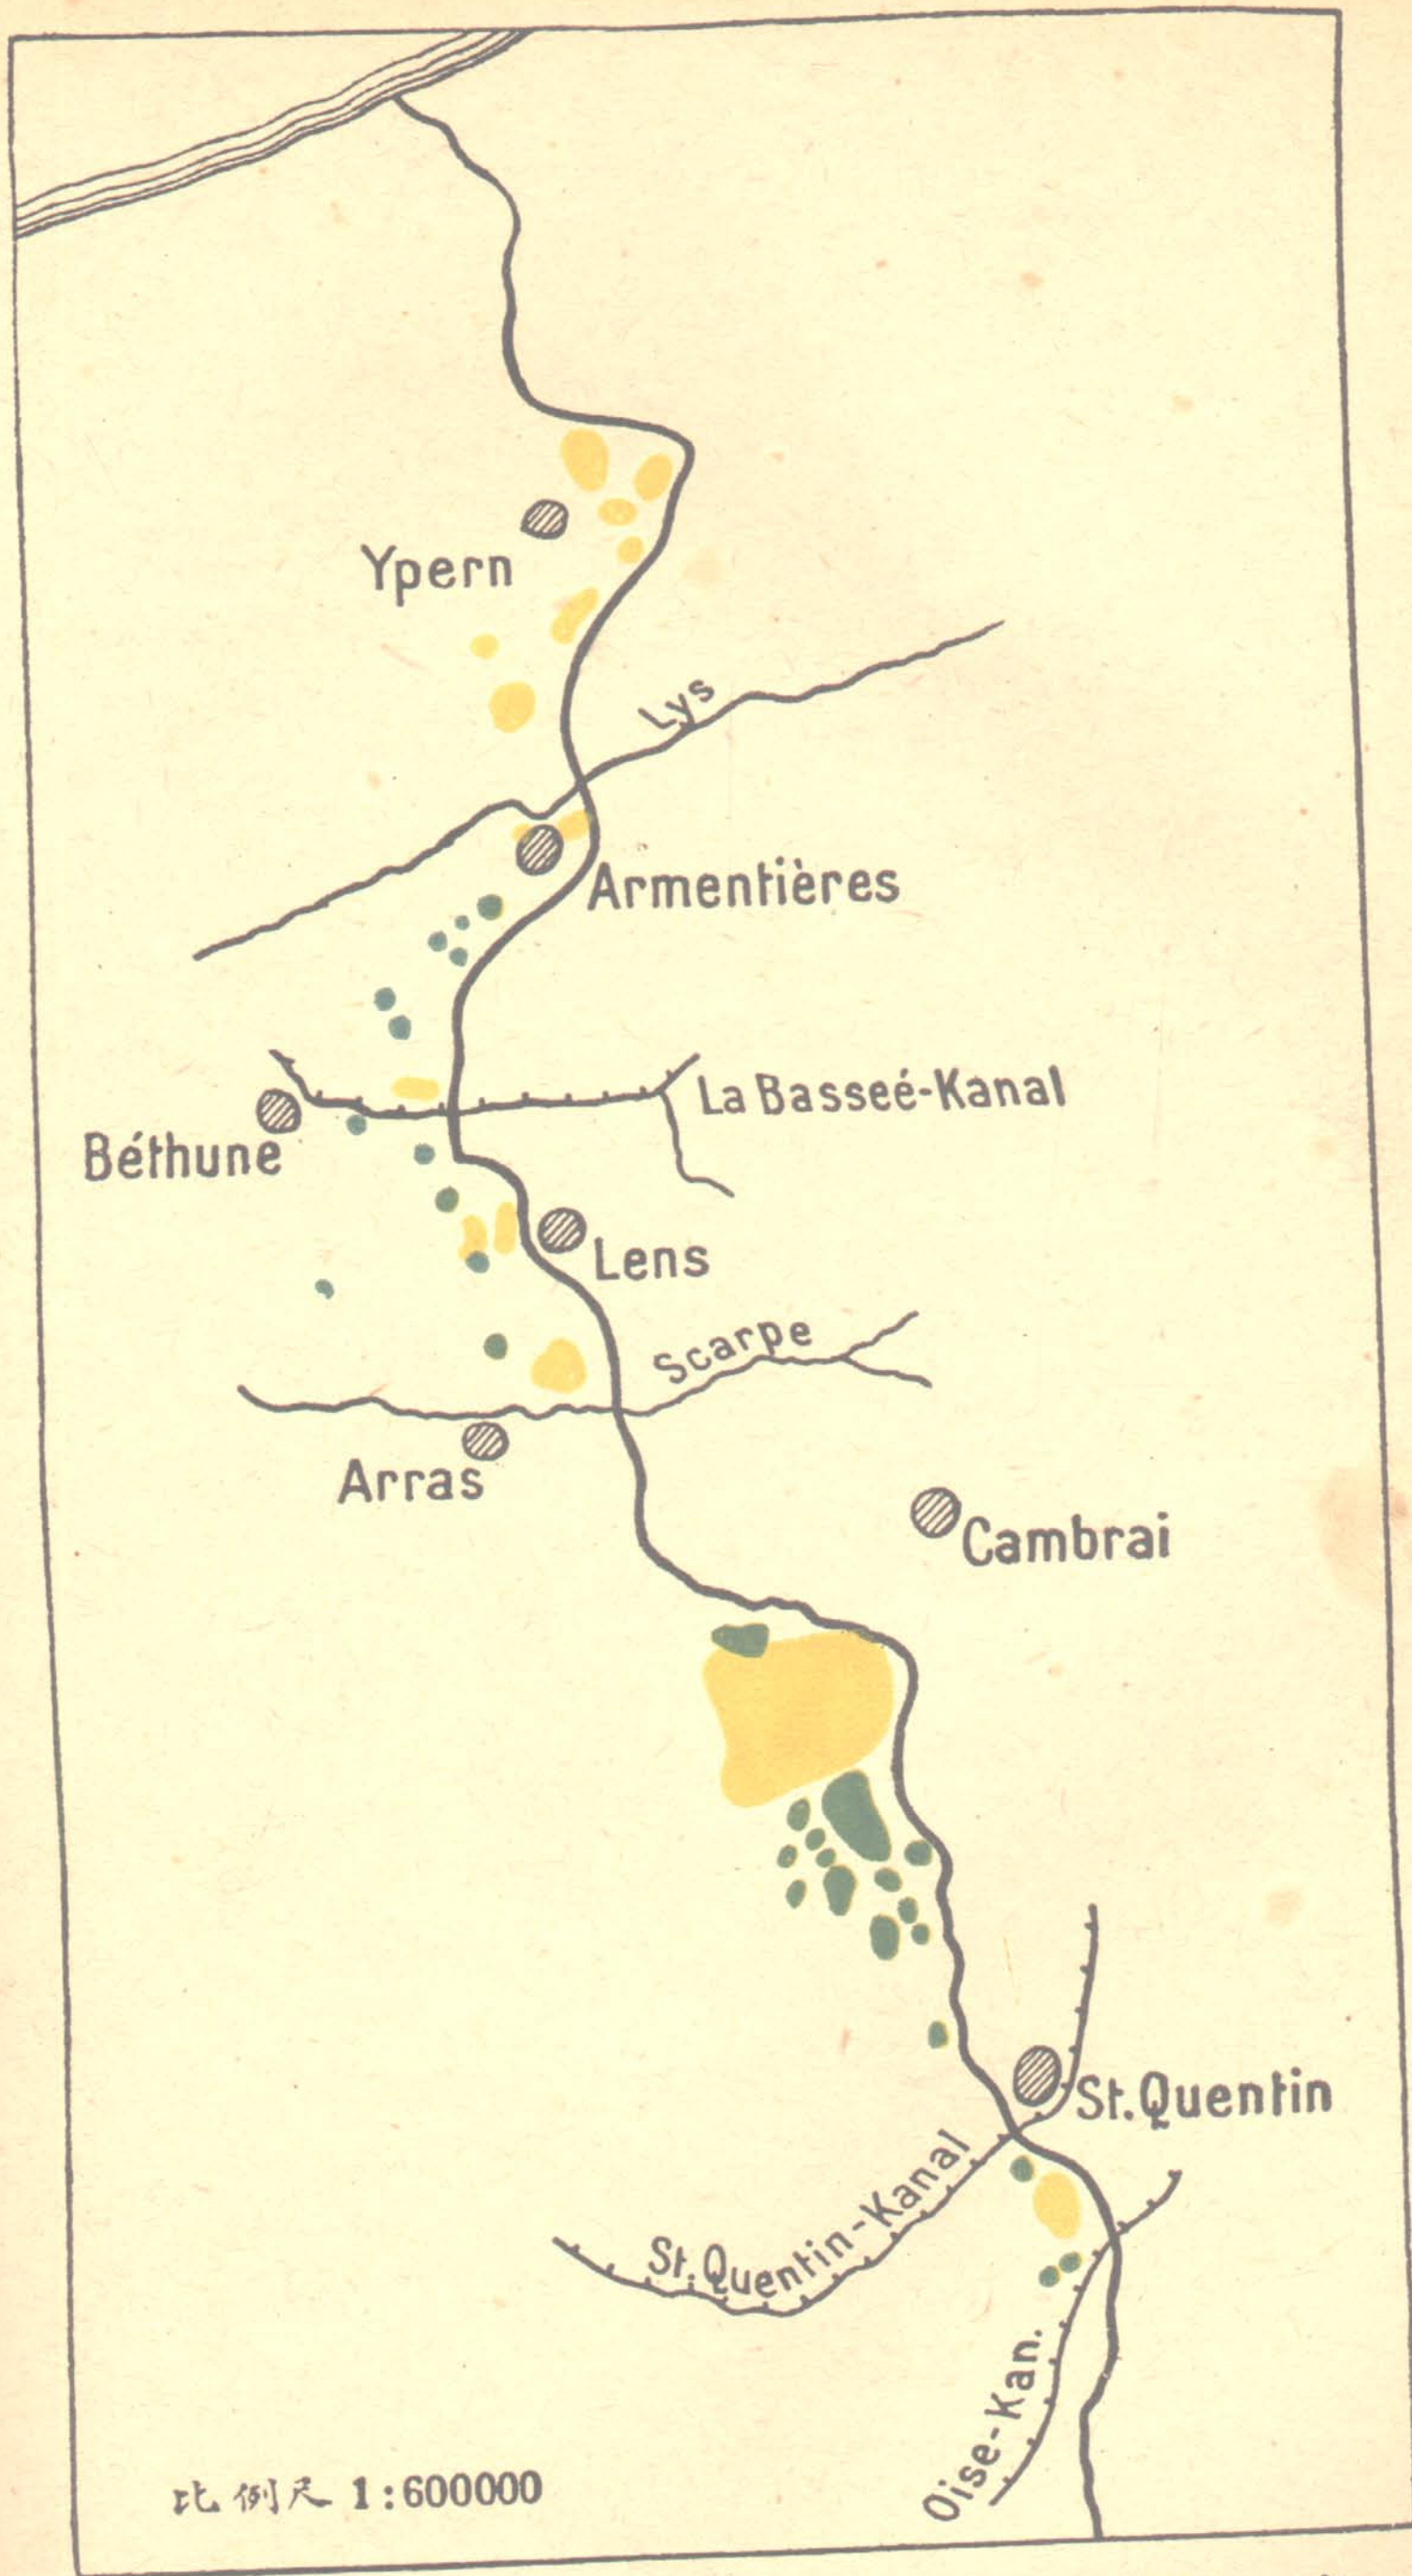 Ypern
Lys
Armentières
La Basseé-Kanal
Béthune
Lens
Scarpe
Arras
Cambrai
St.Quentin
St.Quentin-Kanal
Oise-Kan.
比例尺 1:600000